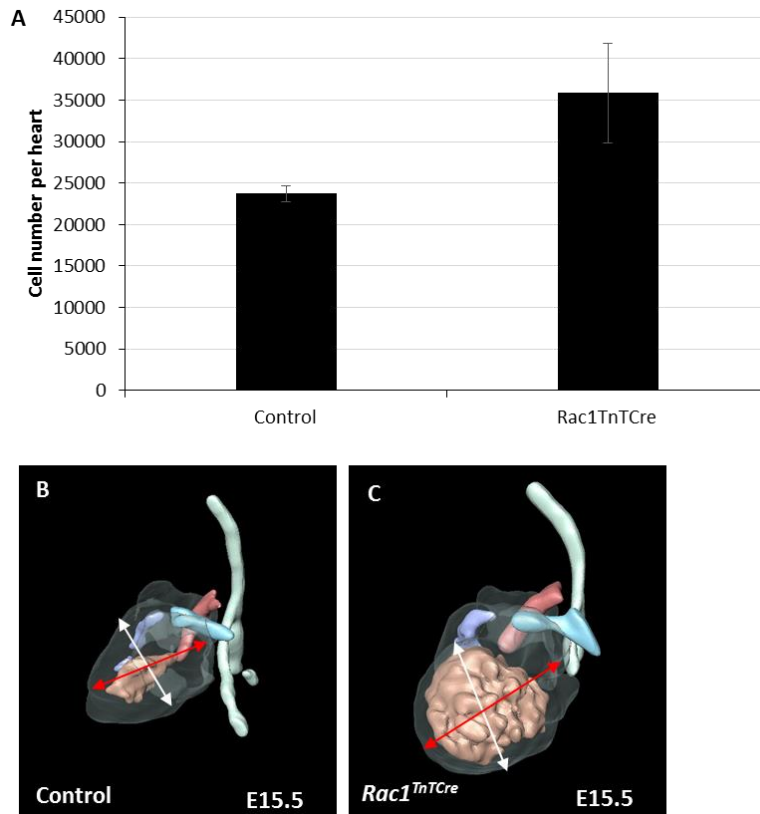 A
45000
40000
35000
30000
25000
20000
15000
10000
5000
0
Cell number per heart
Control
Rac1TnTCre
B
Control
E15.5
C
Rac1TnTCre
E15.5